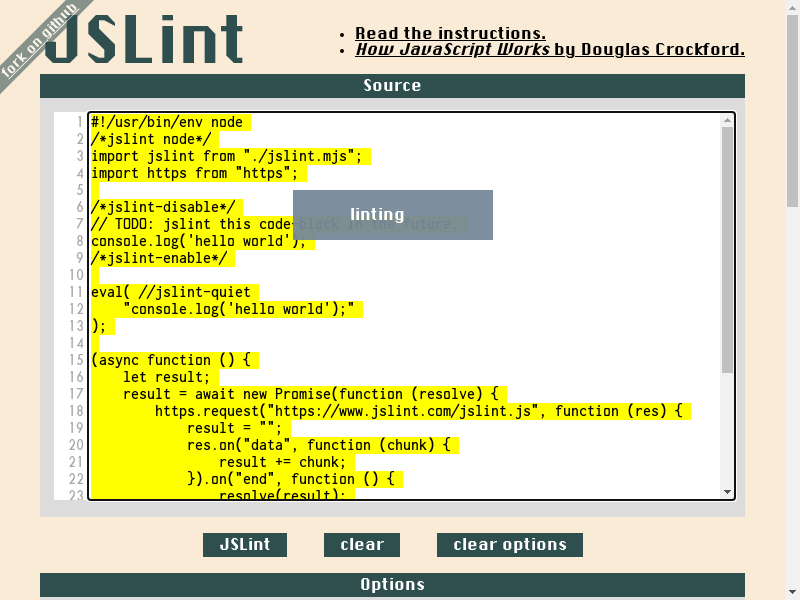 fork on github
JSLint
Read the instructions.
How JavaScript Works by Douglas Crockford.
Source
1 #!/usr/bin/env node
2 /*jslint node*/
3 import jslint from "./jslint.mjs";
4 import https from "https";
5
6 /*jslint-disable*/
7 // TODO: jslint this code-block in the future.
8 console.log('hello world');
9 /*jslint-enable*/
10
11 eval( //jslint-quiet
12     "console.log('hello world');"
13 );
14
15 (async function () {
16     let result;
17     result = await new Promise(function (resolve) {
18         https.request("https://www.jslint.com/jslint.js", function (res) {
19             result = "";
20             res.on("data", function (chunk) {
21                 result += chunk;
22             }).on("end", function () {
23                 resolve(result);
linting
JSLint
clear
clear options
Options